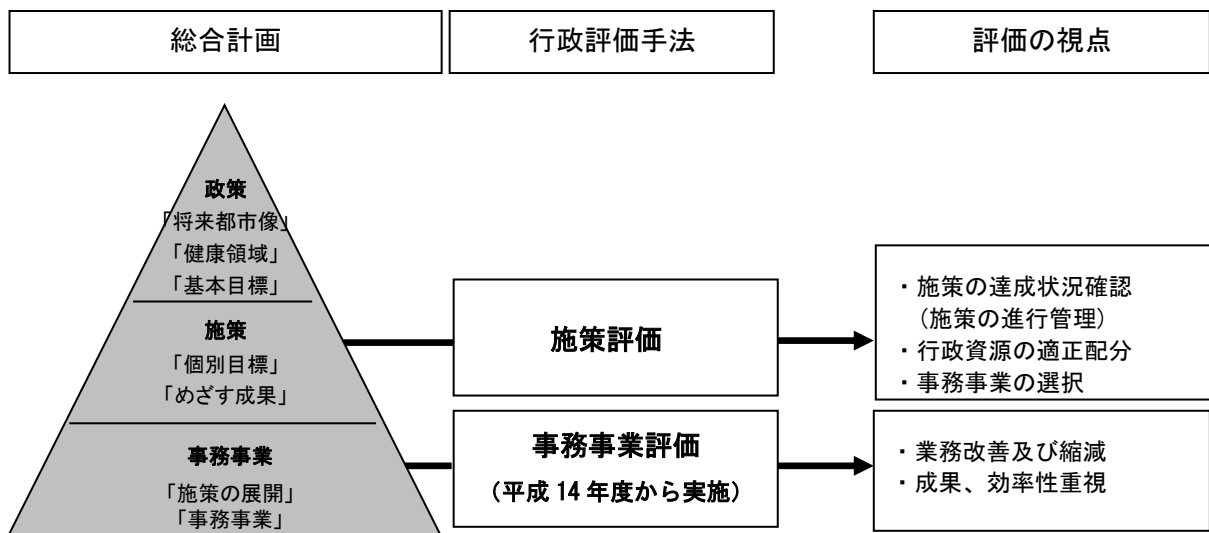 総合計画
行政評価手法
評価の視点
政策
「将来都市像」
「健康領域」
「基本目標」
施策
「個別目標」
「めざす成果」
事務事業
「施策の展開」
「事務事業」
施策評価
事務事業評価
（平成 14 年度から実施）
・施策の達成状況確認
（施策の進行管理）
・行政資源の適正配分
・事務事業の選択
・業務改善及び縮減
・成果、効率性重視